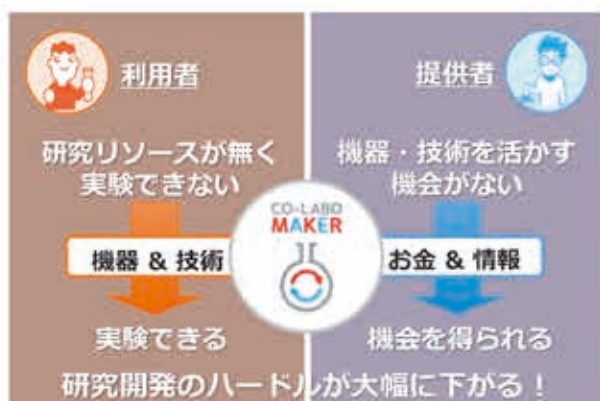 利用者
研究リソースが無く
実験できない
機器 & 技術
実験できる
提供者
機器・技術を活かす
機会がない
お金 & 情報
機会を得られる
CO-LABO
MAKER
研究開発のハードルが大幅に下がる！